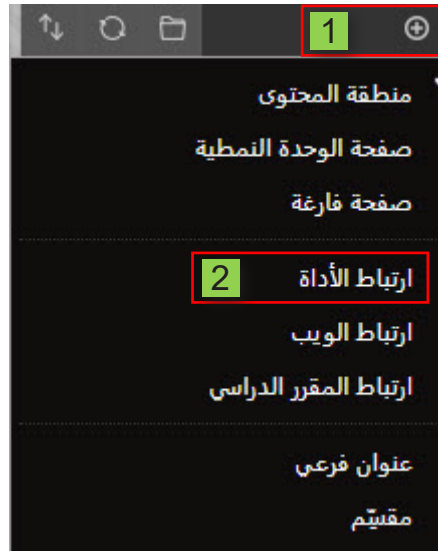 1
منطقة المحتوى
صفحة الوحدة النمطية
صفحة فارغة
ارتباط الأداة 2
ارتباط الويب
ارتباط المقرر الدراسي
عنوان فرعي
مقسِّم